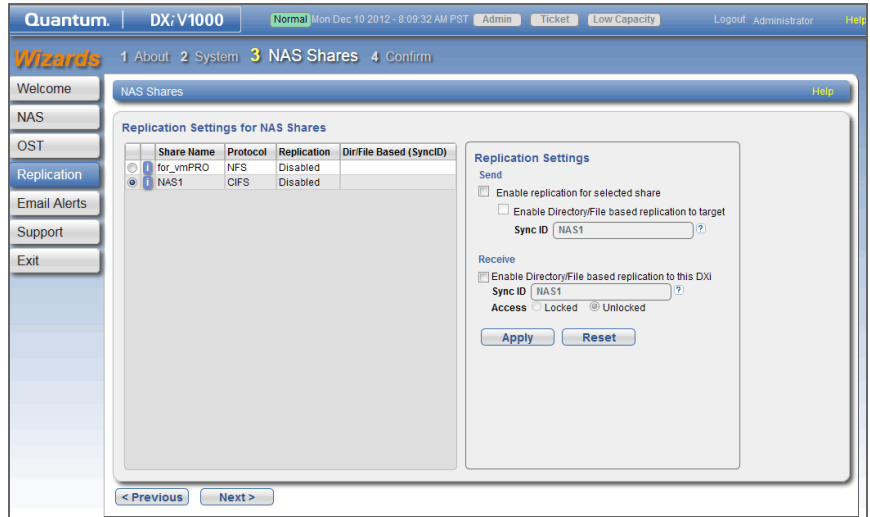 Quantum. DXi V1000 Normal Mon Dec 10 2012 - 8:09:32 AM PST Admin Ticket Low Capacity Logout Administrator Help
Wizards 1 About 2 System 3 NAS Shares 4 Confirm
Welcome
NAS
OST
Replication
Email Alerts
Support
Exit
NAS Shares Help
Replication Settings for NAS Shares
Share Name Protocol Replication Dir/File Based (SyncID)
i for_vmPRO NFS Disabled
i NAS1 CIFS Disabled
Replication Settings
Send
Enable replication for selected share
Enable Directory/File based replication to target
Sync ID NAS1 ?
Receive
Enable Directory/File based replication to this DXi
Sync ID NAS1 ?
Access Locked Unlocked
Apply Reset
< Previous Next >